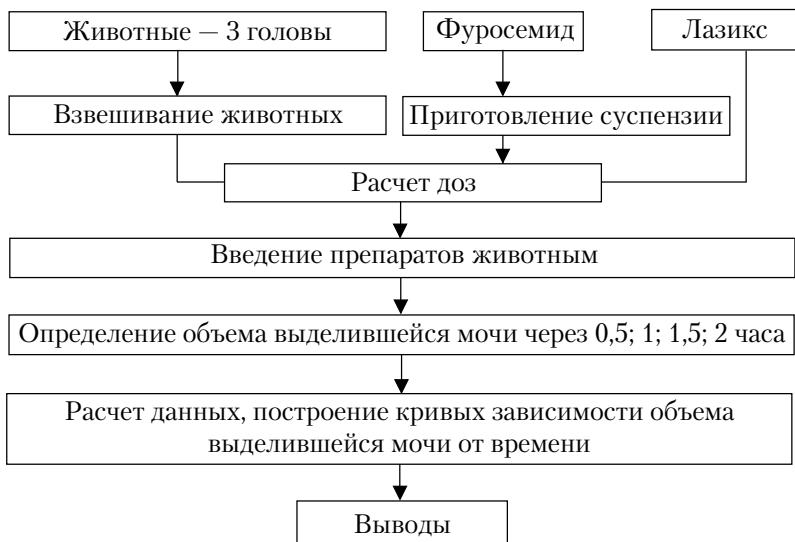 Животные – 3 головы
Фуросемид
Лазикс
Взвешивание животных
Приготовление суспензии
Расчет доз
Введение препаратов животным
Определение объема выделившейся мочи через 0,5; 1; 1,5; 2 часа
Расчет данных, построение кривых зависимости объема
выделившейся мочи от времени
Выводы